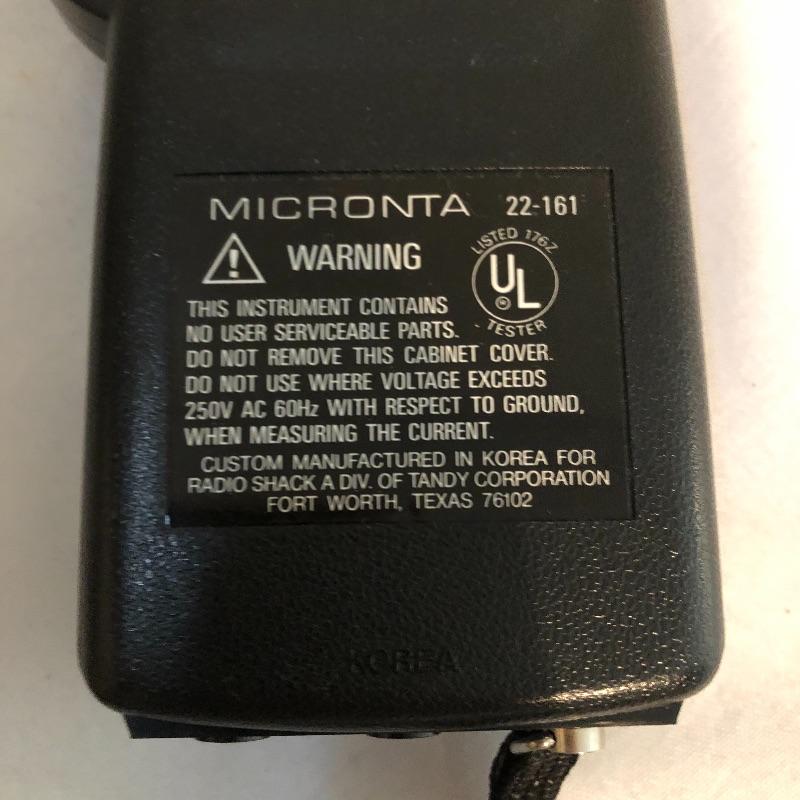 MICRONTA 22-161
WARNING
LISTED 176Z
UL
TESTER
THIS INSTRUMENT CONTAINS
NO USER SERVICEABLE PARTS.
DO NOT REMOVE THIS CABINET COVER.
DO NOT USE WHERE VOLTAGE EXCEEDS
250V AC 60Hz WITH RESPECT TO GROUND,
WHEN MEASURING THE CURRENT.
CUSTOM MANUFACTURED IN KOREA FOR
RADIO SHACK A DIV. OF TANDY CORPORATION
FORT WORTH, TEXAS 76102
KOREA